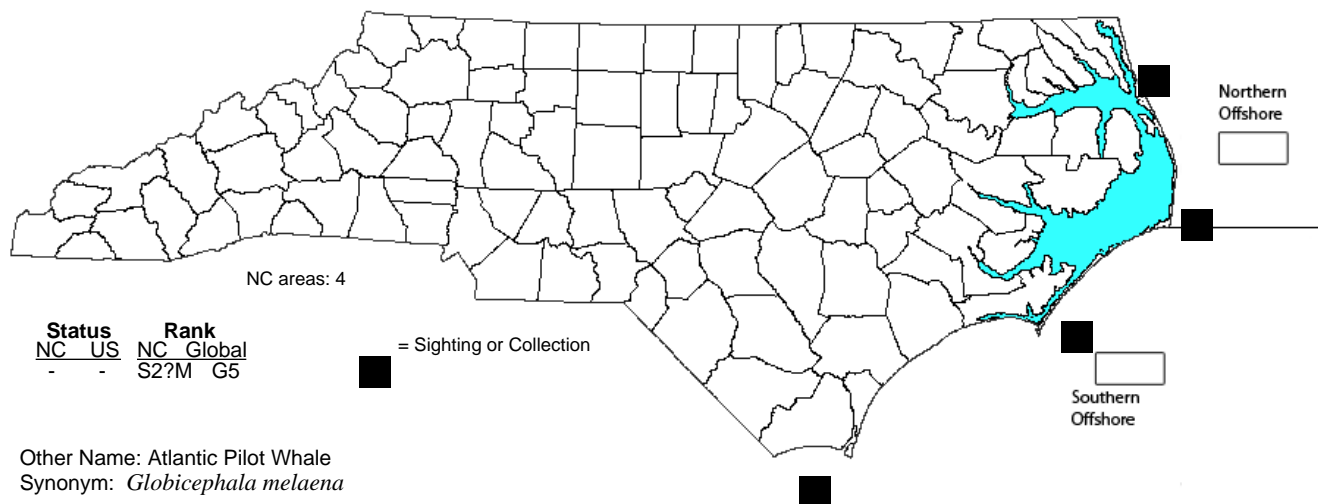 Northern
Offshore
NC areas: 4
Status Rank
NC US NC Global
- - S2?M G5
= Sighting or Collection
Southern
Offshore
Other Name: Atlantic Pilot Whale
Synonym: Globicephala melaena